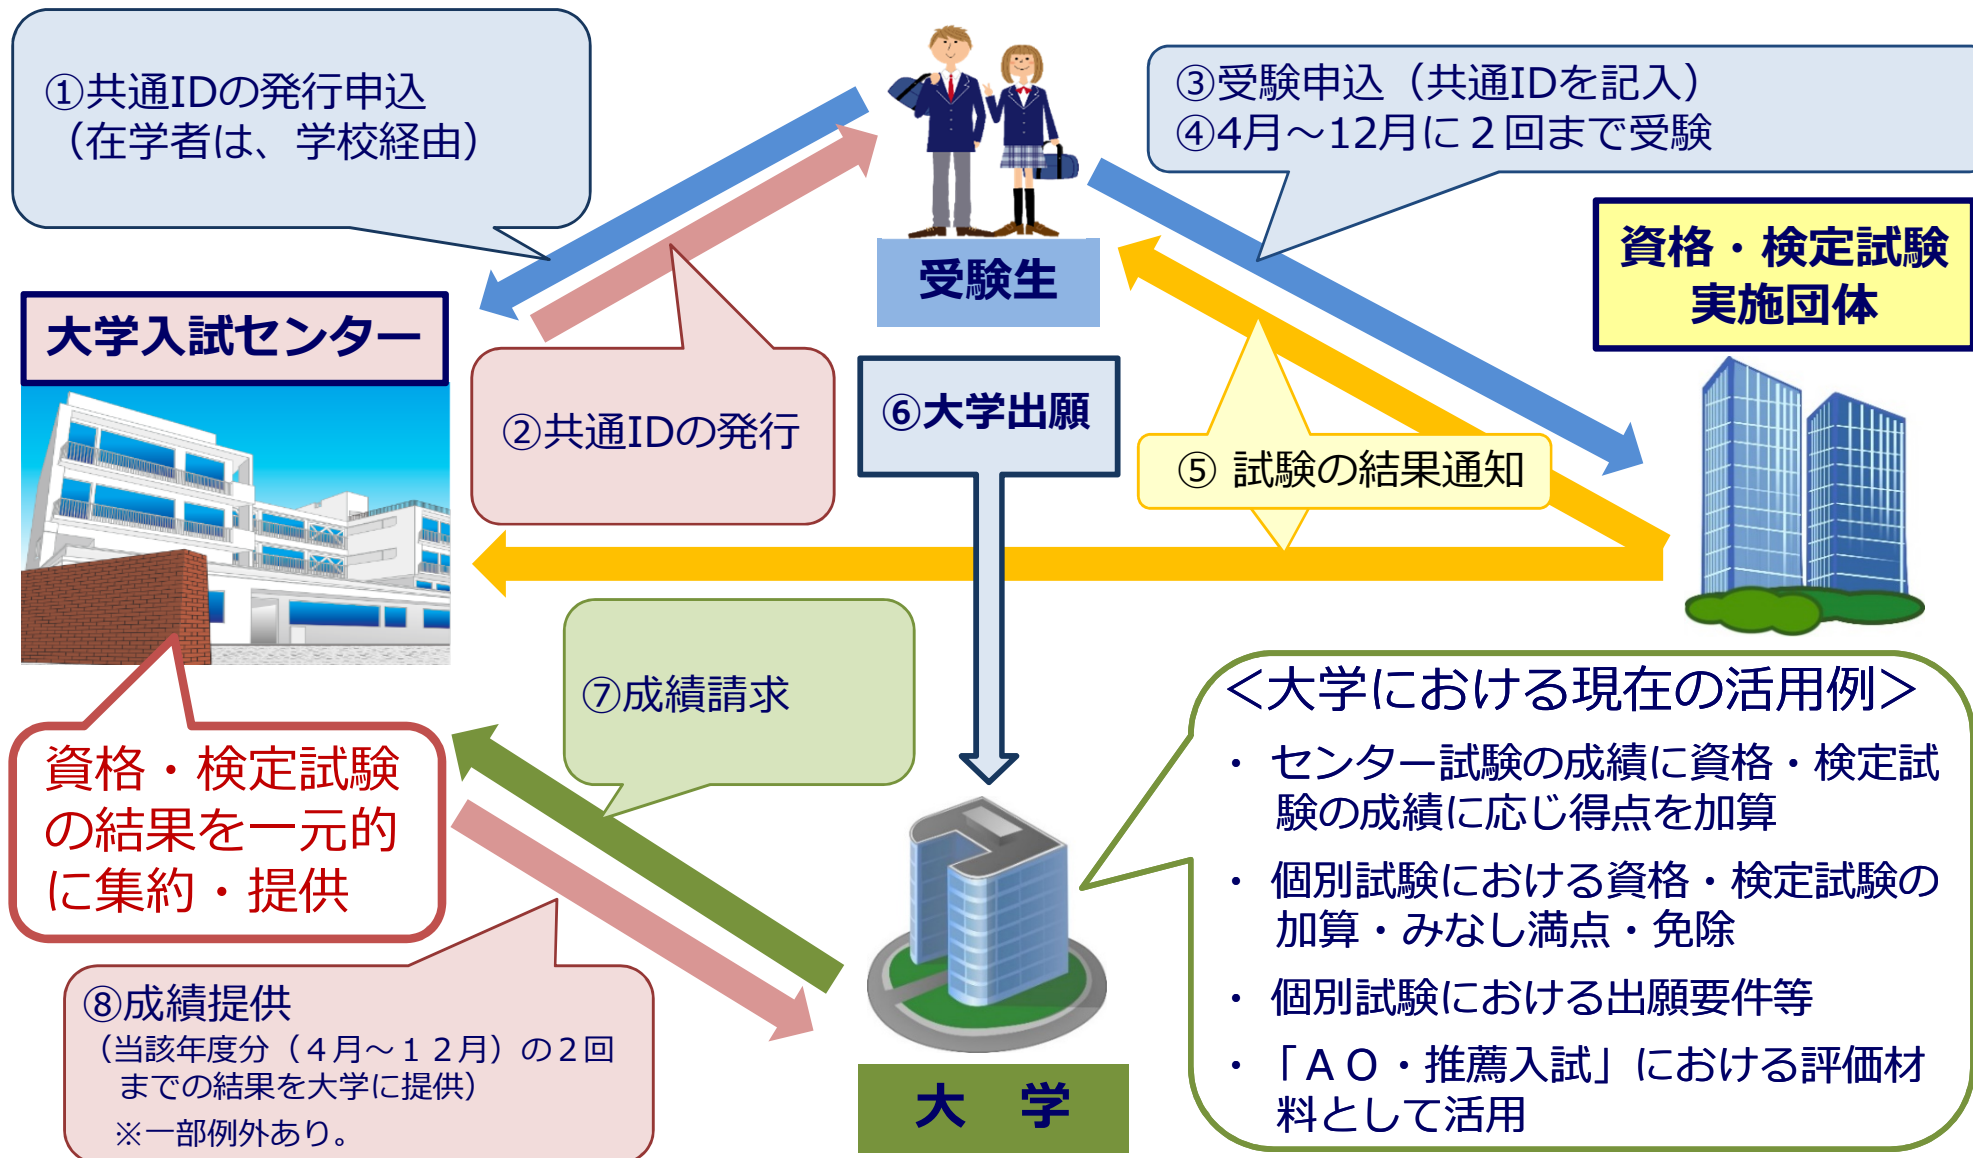 ①共通IDの発行申込
（在学者は、学校経由）
③受験申込（共通IDを記入）
④4月～12月に２回まで受験
受験生
資格・検定試験
実施団体
大学入試センター
②共通IDの発行
⑥大学出願
⑤ 試験の結果通知
⑦成績請求
資格・検定試験
の結果を一元的
に集約・提供
⑧成績提供
（当該年度分（４月～１２月）の２回
までの結果を大学に提供）
※一部例外あり。
大　学
＜大学における現在の活用例＞
・ センター試験の成績に資格・検定試
験の成績に応じ得点を加算
・ 個別試験における資格・検定試験の
加算・みなし満点・免除
・ 個別試験における出願要件等
・ 「ＡＯ・推薦入試」における評価材
料として活用